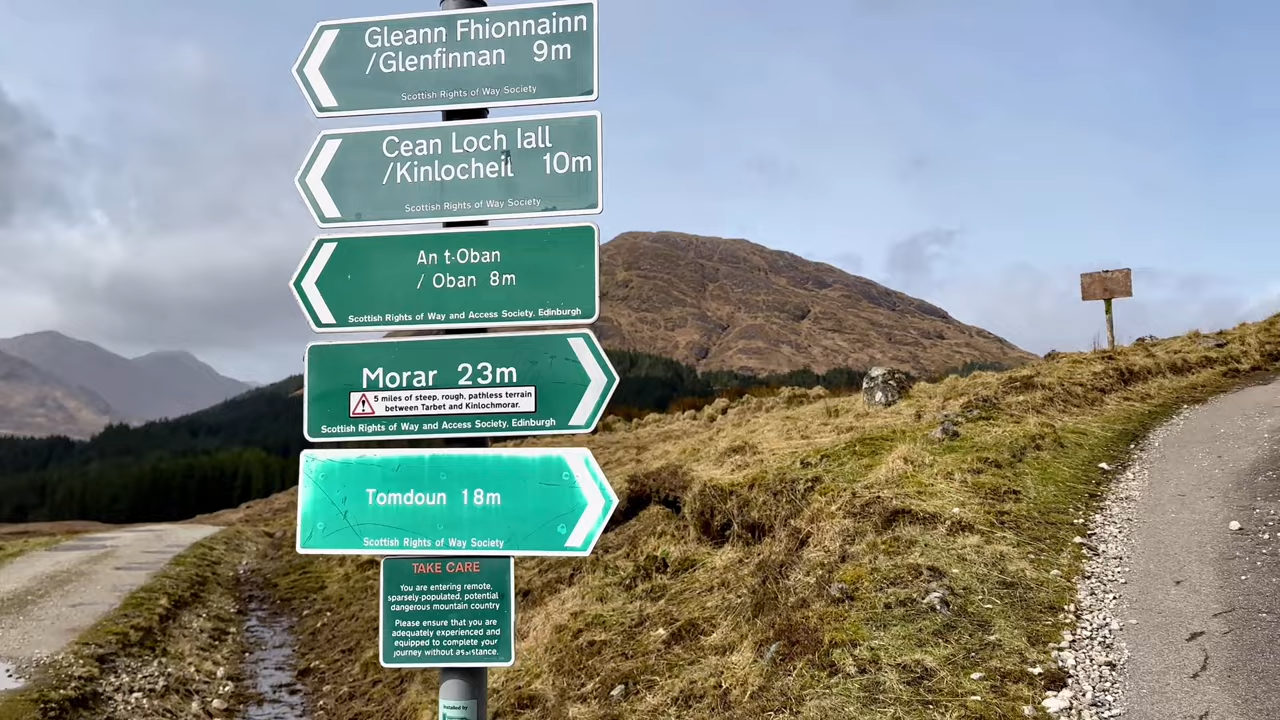 Gleann Fhionnainn
/Glenfinnan 9m
Scottish Rights of Way Society
Cean Loch Iall
/Kinlocheil 10m
Scottish Rights of Way Society
An t-Oban
/ Oban 8m
Scottish Rights of Way and Access Society, Edinburgh
Morar 23m
5 miles of steep, rough, pathless terrain
between Tarbet and Kinlochmorar.
Scottish Rights of Way and Access Society, Edinburgh
Tomdoun 18m
Scottish Rights of Way Society
TAKE CARE
You are entering remote,
sparsely-populated, potential
dangerous mountain country
Please ensure that you are
adequately experienced and
equipped to complete your
journey without assistance.
Installed by